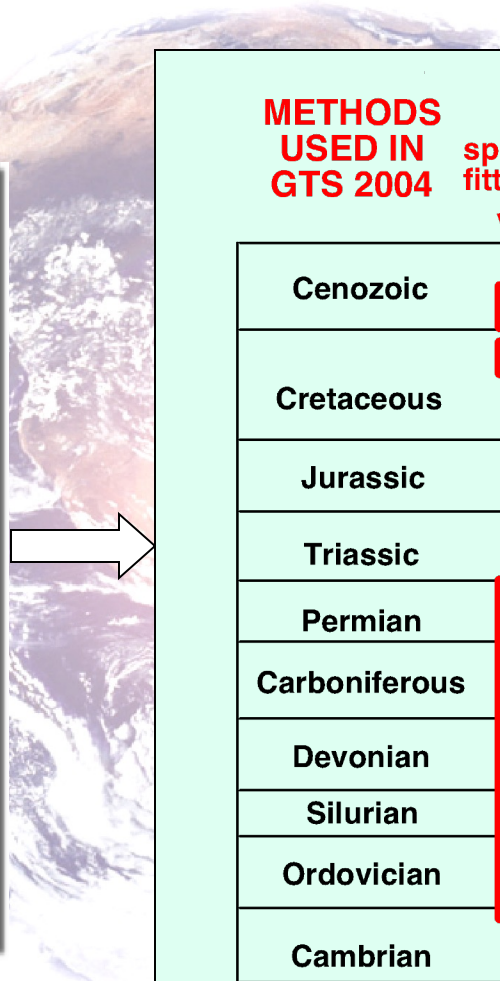 METHODS
USED IN
GTS 2004
Cenozoic
Cretaceous
Jurassic
Triassic
Permian
Carboniferous
Devonian
Silurian
Ordovician
Cambrian